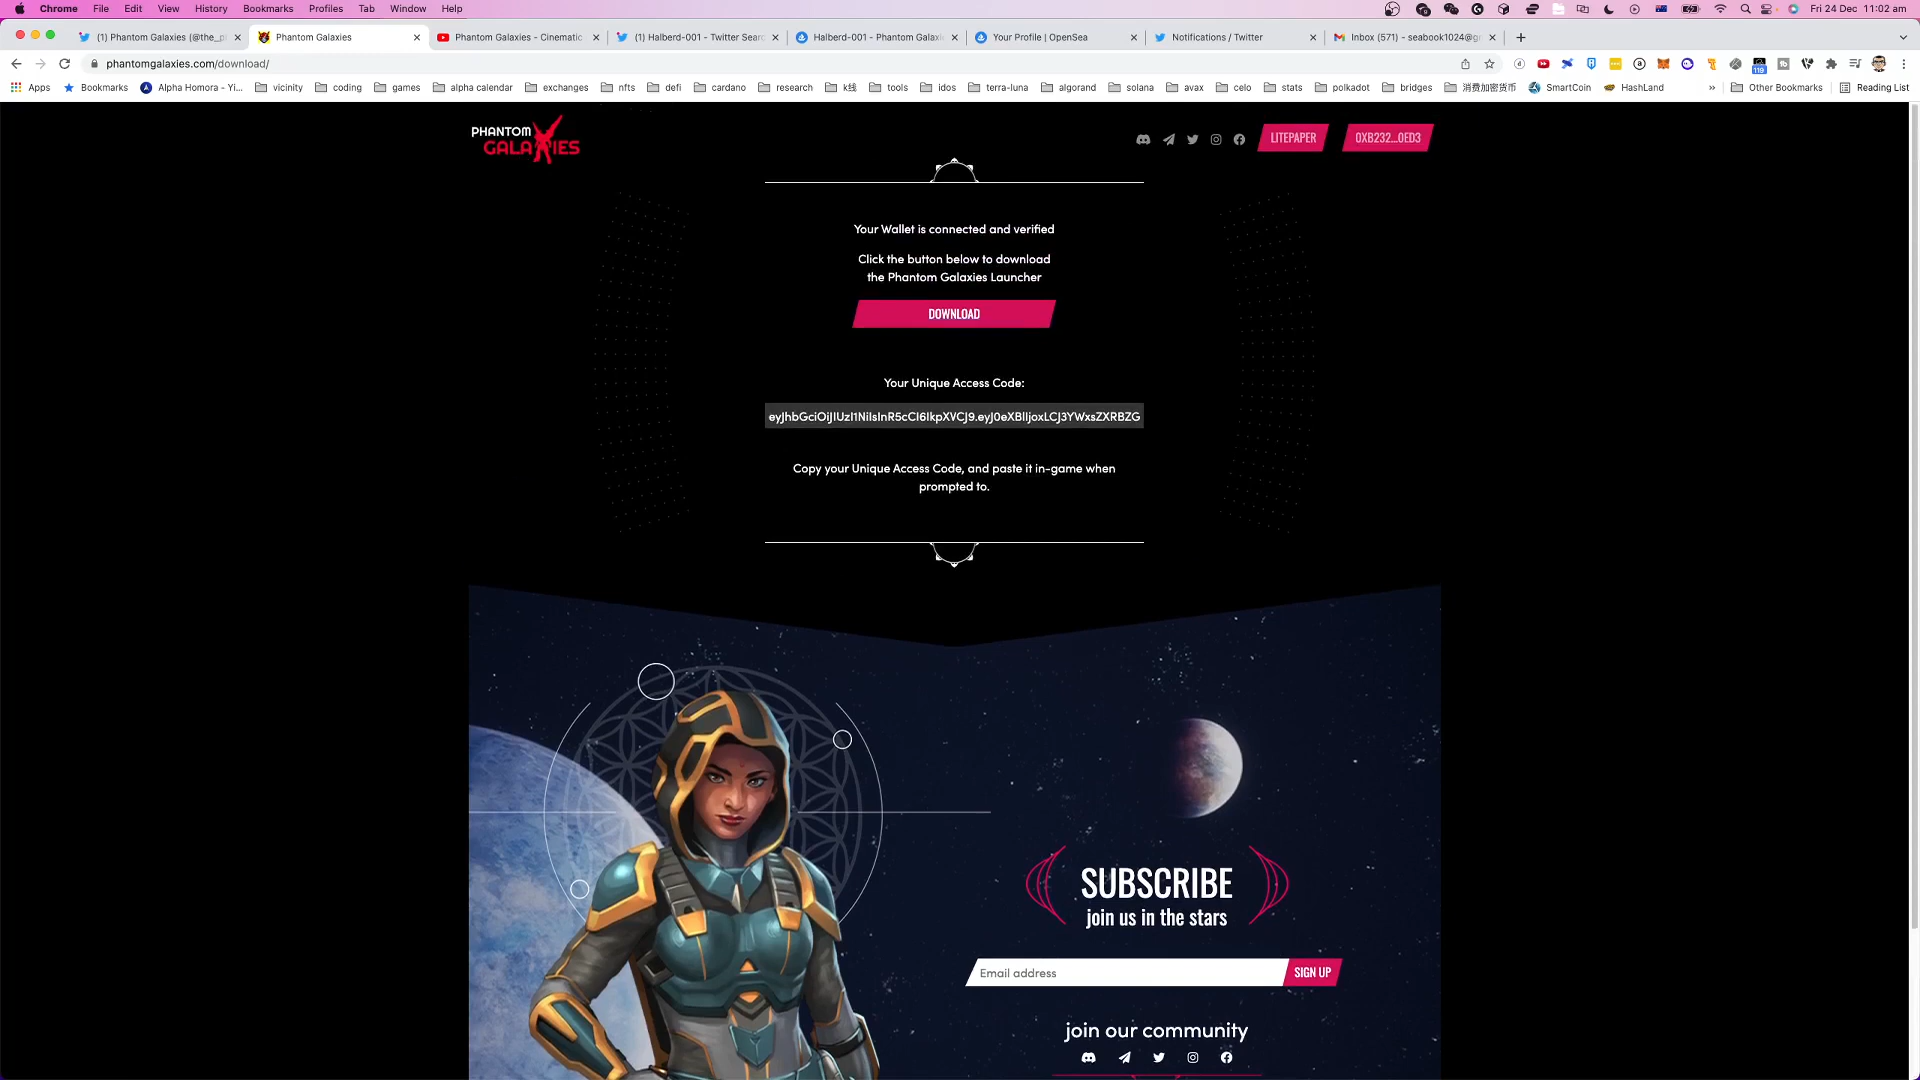 Chrome File Edit View History Bookmarks Profiles Tab Window Help Fri 24 Dec 11:02 am
(1) Phantom Galaxies (@the_p Phantom Galaxies Phantom Galaxies - Cinematic (1) Halberd-001 - Twitter Searc Halberd-001 - Phantom Galaxi Your Profile | OpenSea Notifications / Twitter Inbox (571) - seabook1024@g
phantomgalaxies.com/download/
119
Apps Bookmarks Alpha Homora - Yi... vicinity coding games alpha calendar exchanges nfts defi cardano research k线 tools idos terra-luna algorand solana avax celo stats polkadot bridges 消费加密货币 SmartCoin HashLand » Other Bookmarks Reading List
PHANTOM
GALAXIES
LITEPAPER 0XB232...0ED3
Your Wallet is connected and verified
Click the button below to download
the Phantom Galaxies Launcher
DOWNLOAD
Your Unique Access Code:
eyJhbGciOiJIUzI1NiIsInR5cCI6IkpXVCJ9.eyJ0eXBlIjoxLCJ3YWxsZXRBZG
Copy your Unique Access Code, and paste it in-game when
prompted to.
SUBSCRIBE
join us in the stars
Email address SIGN UP
join our community